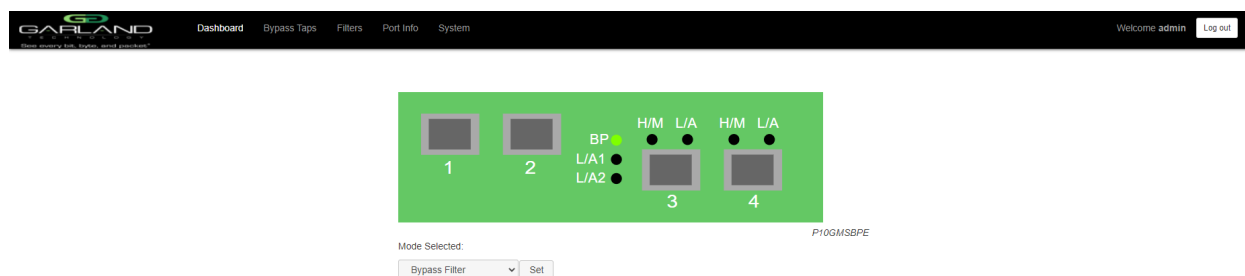 GARLAND
TECHNOLOGY
See every bit, byte, and packet®
Dashboard Bypass Taps Filters Port Info System
Welcome admin Log out
H/M L/A H/M L/A
BP
L/A1
L/A2
1 2
3 4
P10GMSBPE
Mode Selected:
Bypass Filter Set